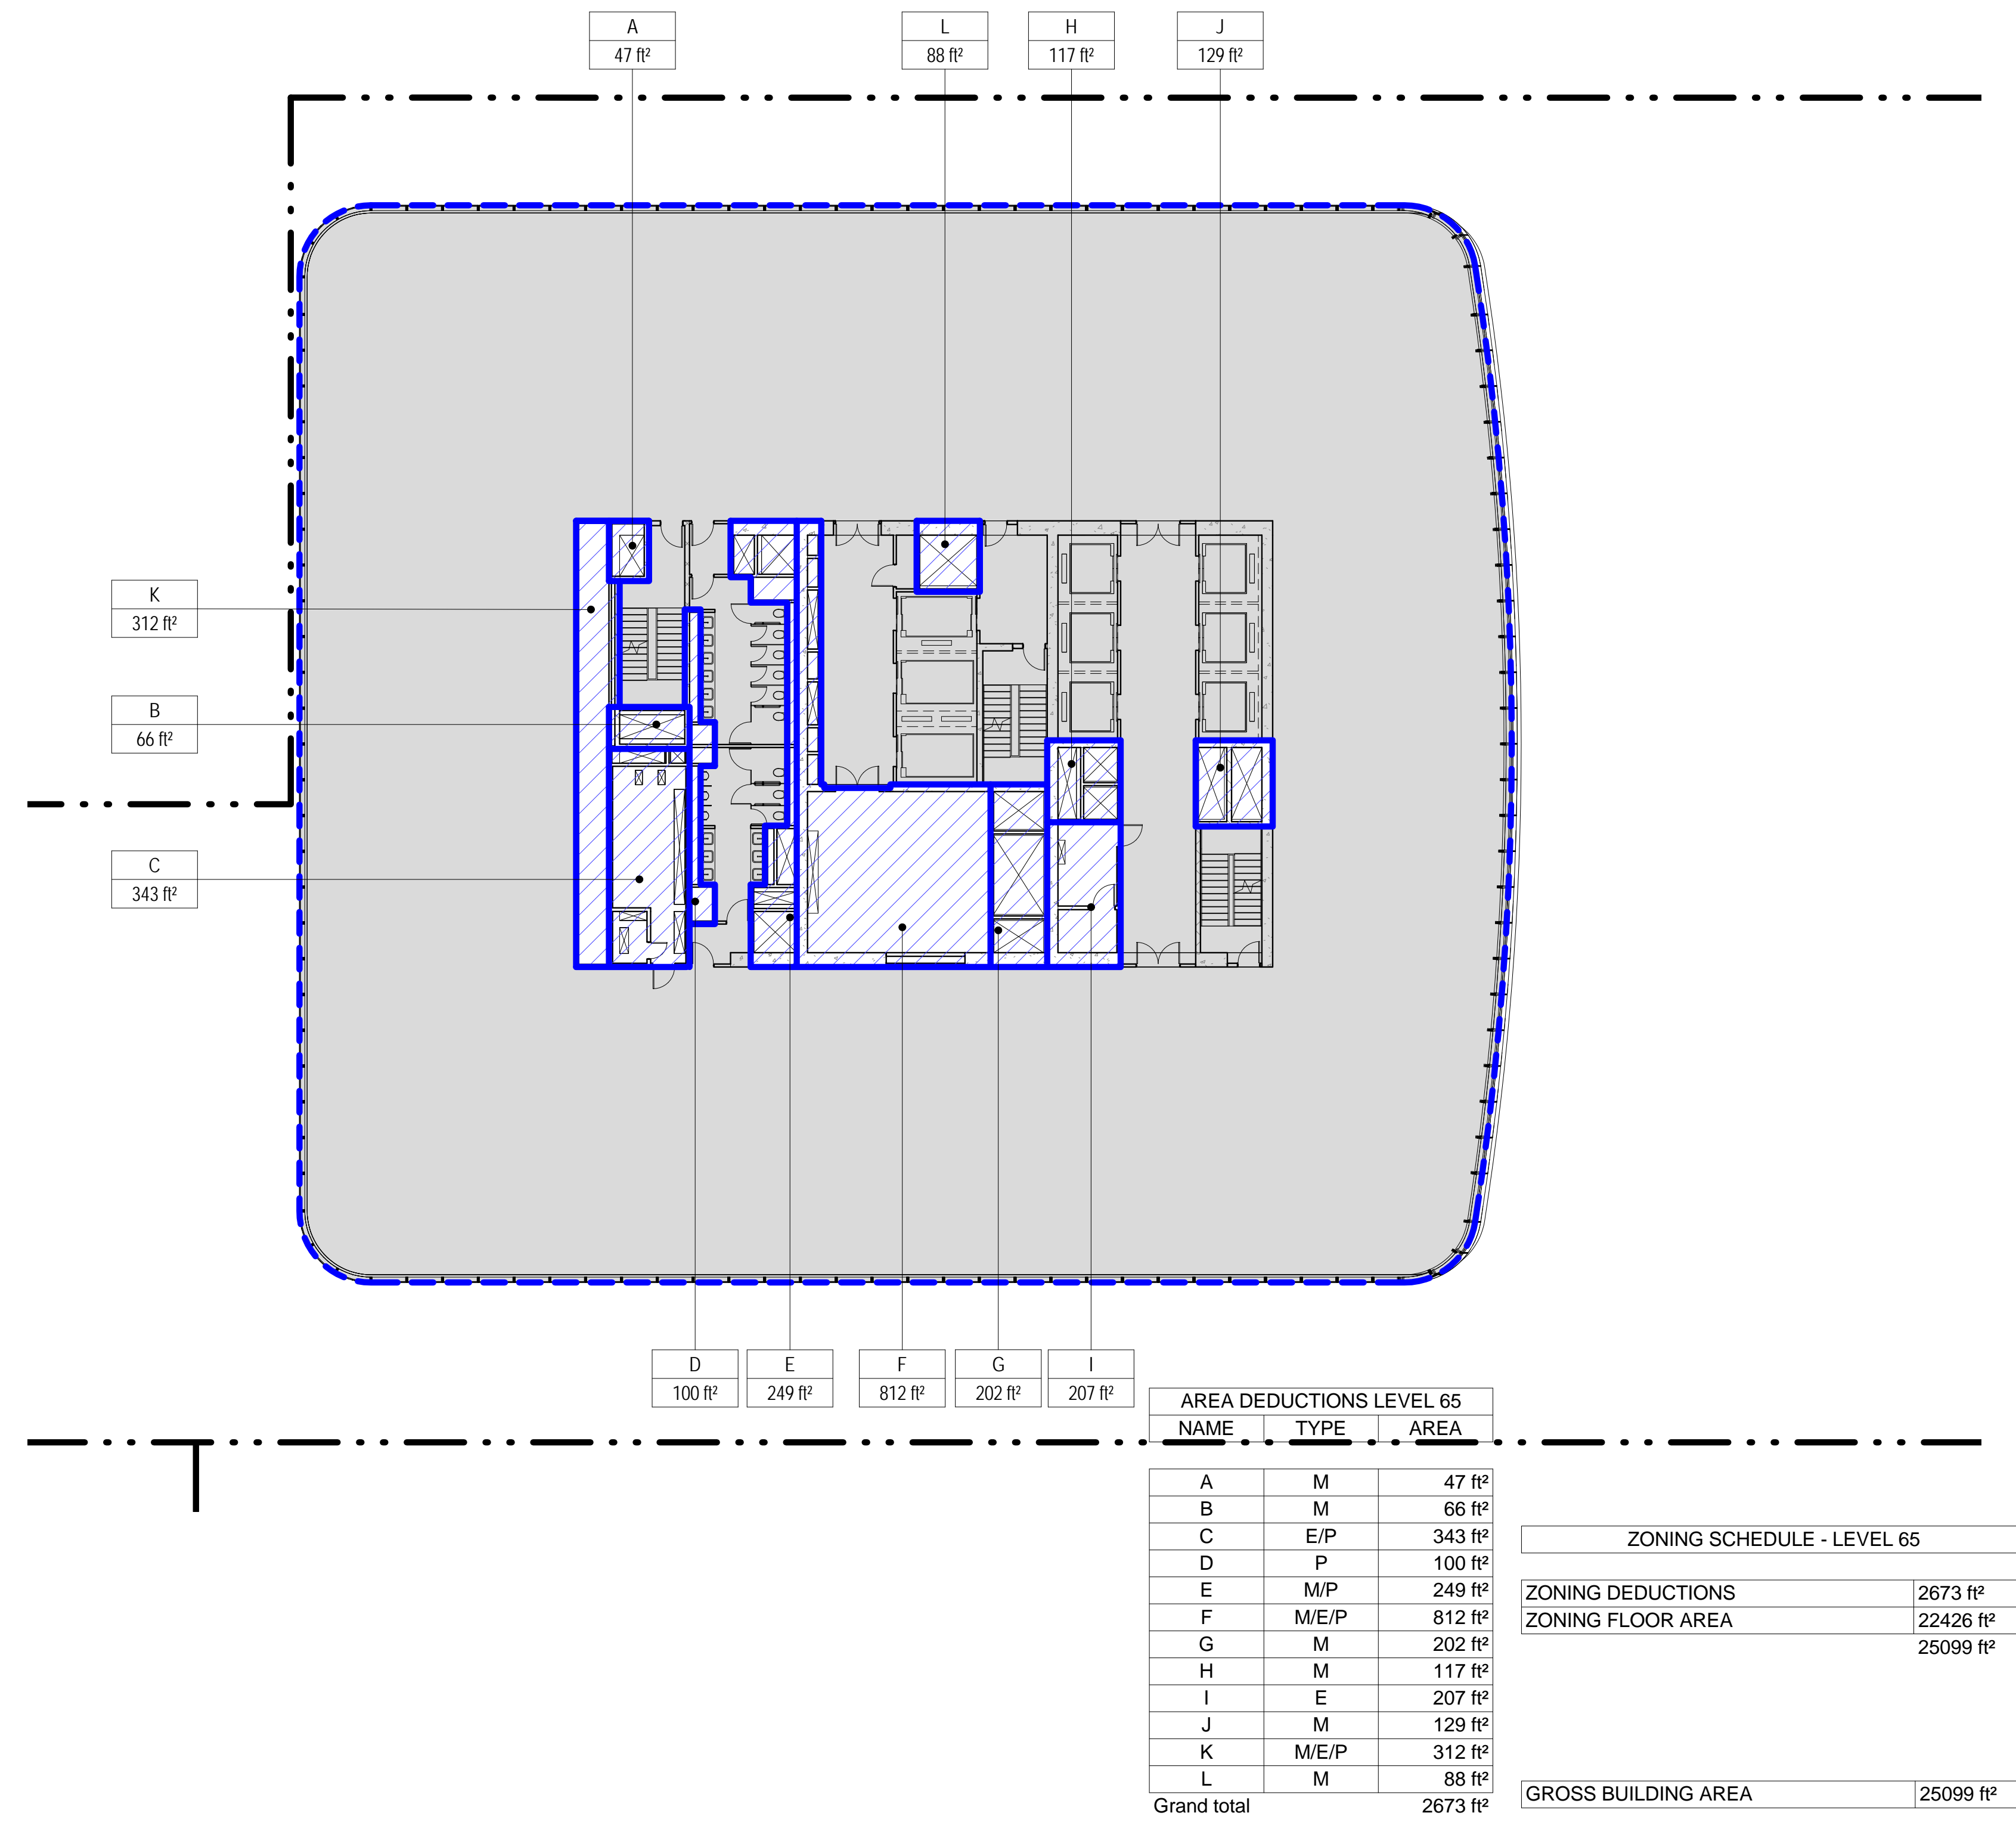 A L H J
47 ft² 88 ft² 117 ft² 129 ft²
K
312 ft²
B
66 ft²
C
343 ft²
D E F G I
100 ft² 249 ft² 812 ft² 202 ft² 207 ft²
AREA DEDUCTIONS LEVEL 65
NAME TYPE AREA
A M 47 ft²
B M 66 ft²
C E/P 343 ft²
D P 100 ft²
E M/P 249 ft²
F M/E/P 812 ft²
G M 202 ft²
H M 117 ft²
I E 207 ft²
J M 129 ft²
K M/E/P 312 ft²
L M 88 ft²
Grand total 2673 ft²
ZONING SCHEDULE - LEVEL 65
ZONING DEDUCTIONS 2673 ft²
ZONING FLOOR AREA 22426 ft²
25099 ft²
GROSS BUILDING AREA 25099 ft²